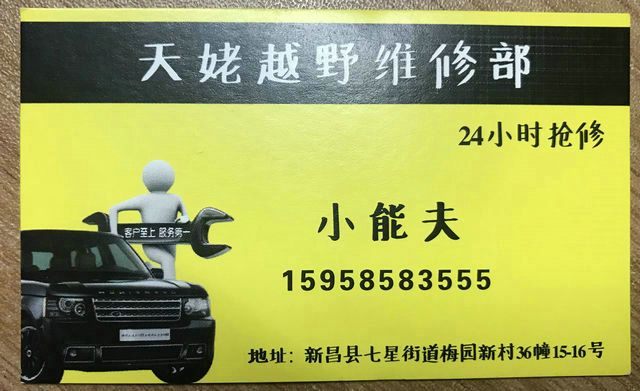 天姥越野维修部
24小时抢修
小能夫
客户至上 服务第一
15958583555
地址：新昌县七星街道梅园新村36幢15-16号